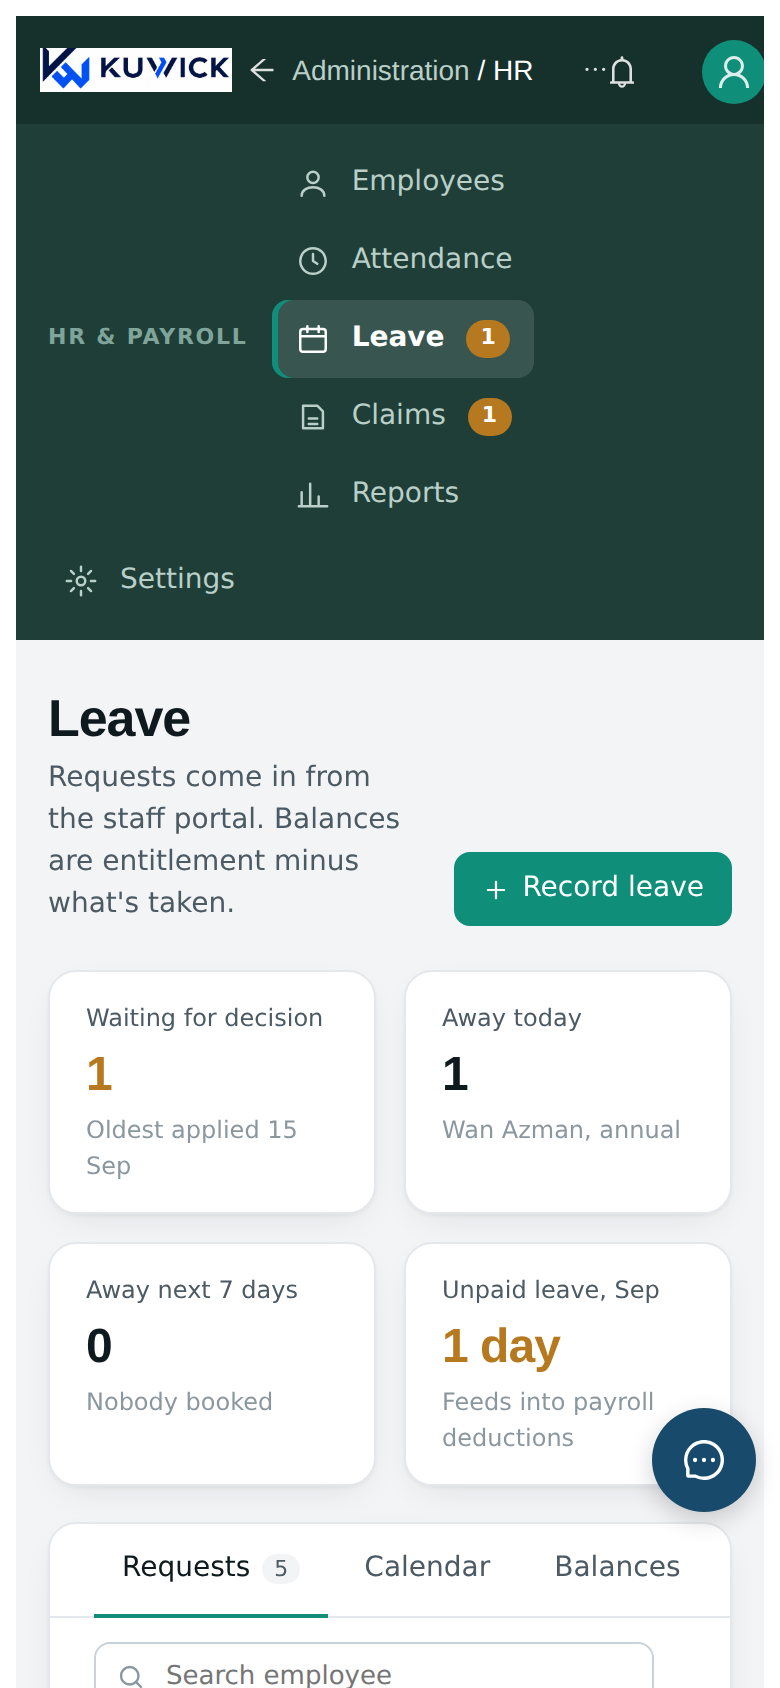 KUWICK
Administration / HR
Employees
Attendance
HR & PAYROLL
Leave 1
Claims 1
Reports
Settings
Leave
Requests come in from
the staff portal. Balances
are entitlement minus
what's taken.
+ Record leave
Waiting for decision
1
Oldest applied 15
Sep
Away today
1
Wan Azman, annual
Away next 7 days
0
Nobody booked
Unpaid leave, Sep
1 day
Feeds into payroll
deductions
Requests 5 Calendar Balances
Search employee